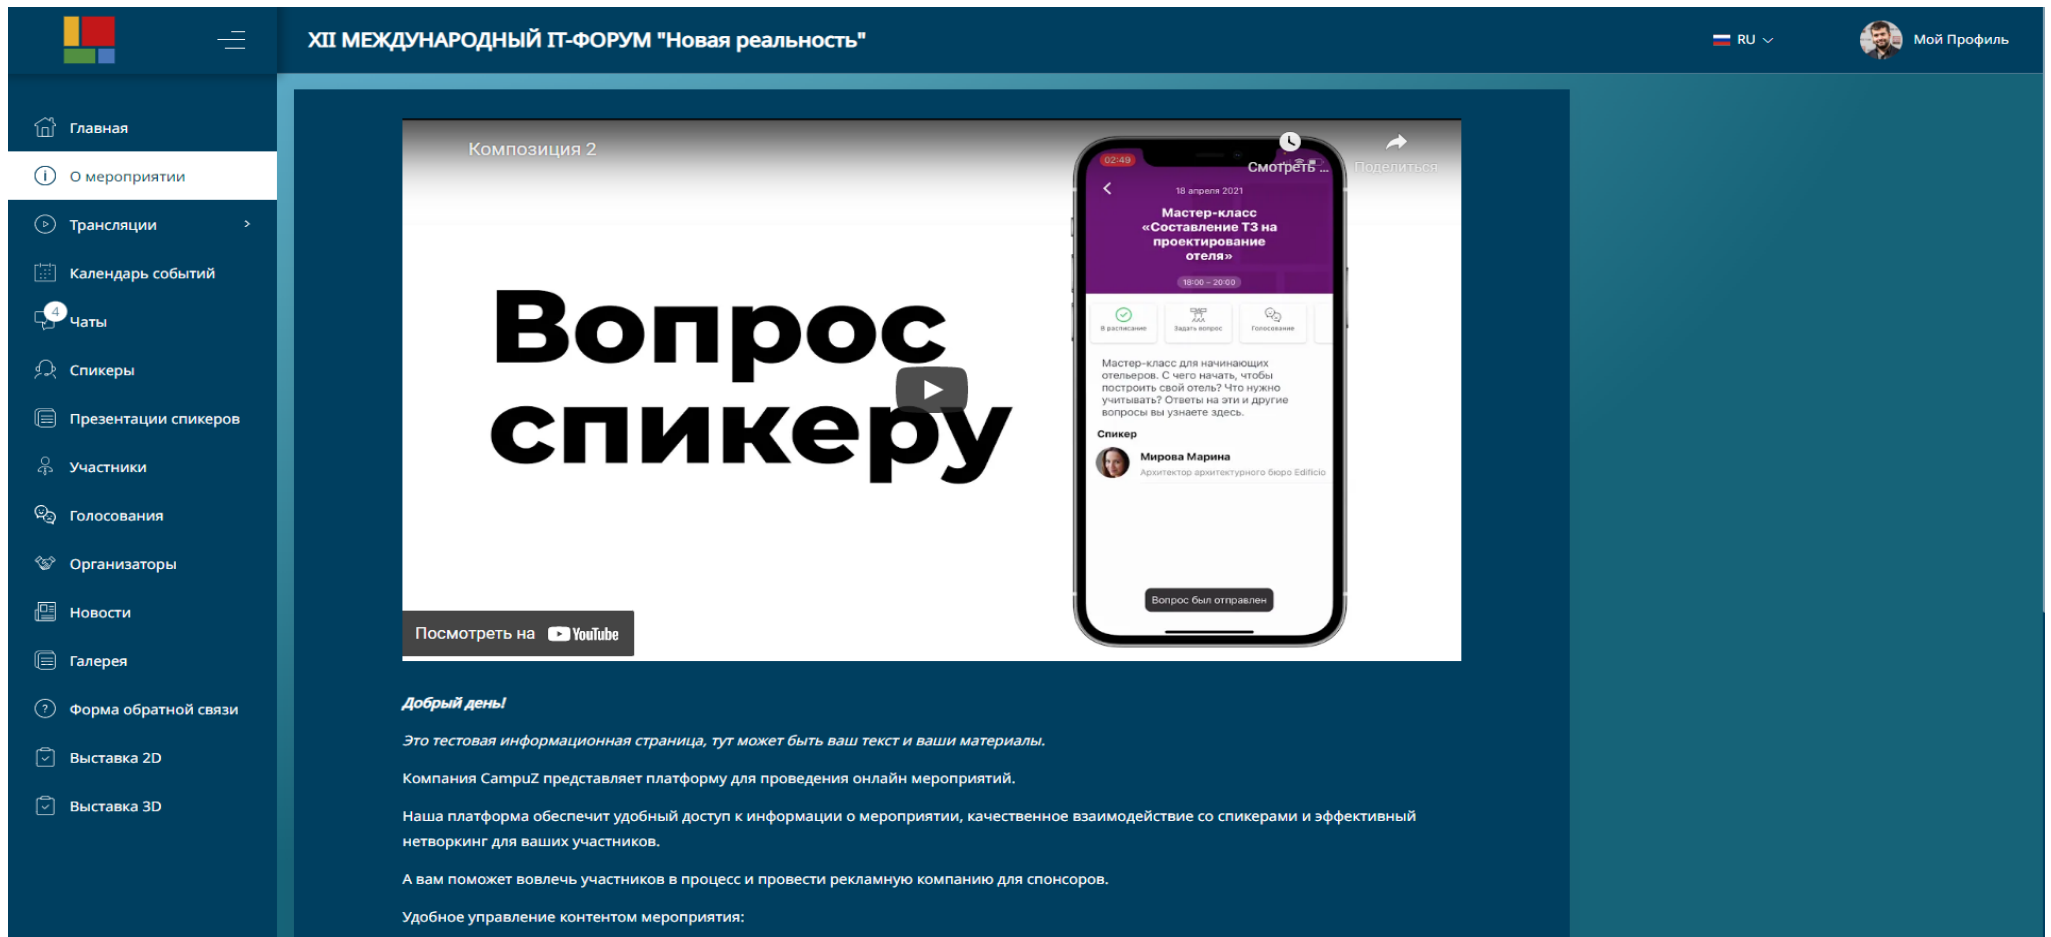 XII МЕЖДУНАРОДНЫЙ IT-ФОРУМ "Новая реальность"
RU
Мой Профиль
Главная
О мероприятии
Трансляции
Календарь событий
4
Чаты
Спикеры
Презентации спикеров
Участники
Голосования
Организаторы
Новости
Галерея
Форма обратной связи
Выставка 2D
Выставка 3D
Композиция 2
Смотреть ...
Поделиться
Вопрос
спикеру
02:49
18 апреля 2021
Мастер-класс
«Составление ТЗ на
проектирование
отеля»
18:00 – 20:00
В расписание
Задать вопрос
Голосование
Мастер-класс для начинающих
отельеров. С чего начать, чтобы
построить свой отель? Что нужно
учитывать? Ответы на эти и другие
вопросы вы узнаете здесь.
Спикер
Мирова Марина
Архитектор архитектурного бюро Edificio
Вопрос был отправлен
Посмотреть на YouTube
Добрый день!
Это тестовая информационная страница, тут может быть ваш текст и ваши материалы.
Компания CampuZ представляет платформу для проведения онлайн мероприятий.
Наша платформа обеспечит удобный доступ к информации о мероприятии, качественное взаимодействие со спикерами и эффективный
нетворкинг для ваших участников.
А вам поможет вовлечь участников в процесс и провести рекламную компанию для спонсоров.
Удобное управление контентом мероприятия: